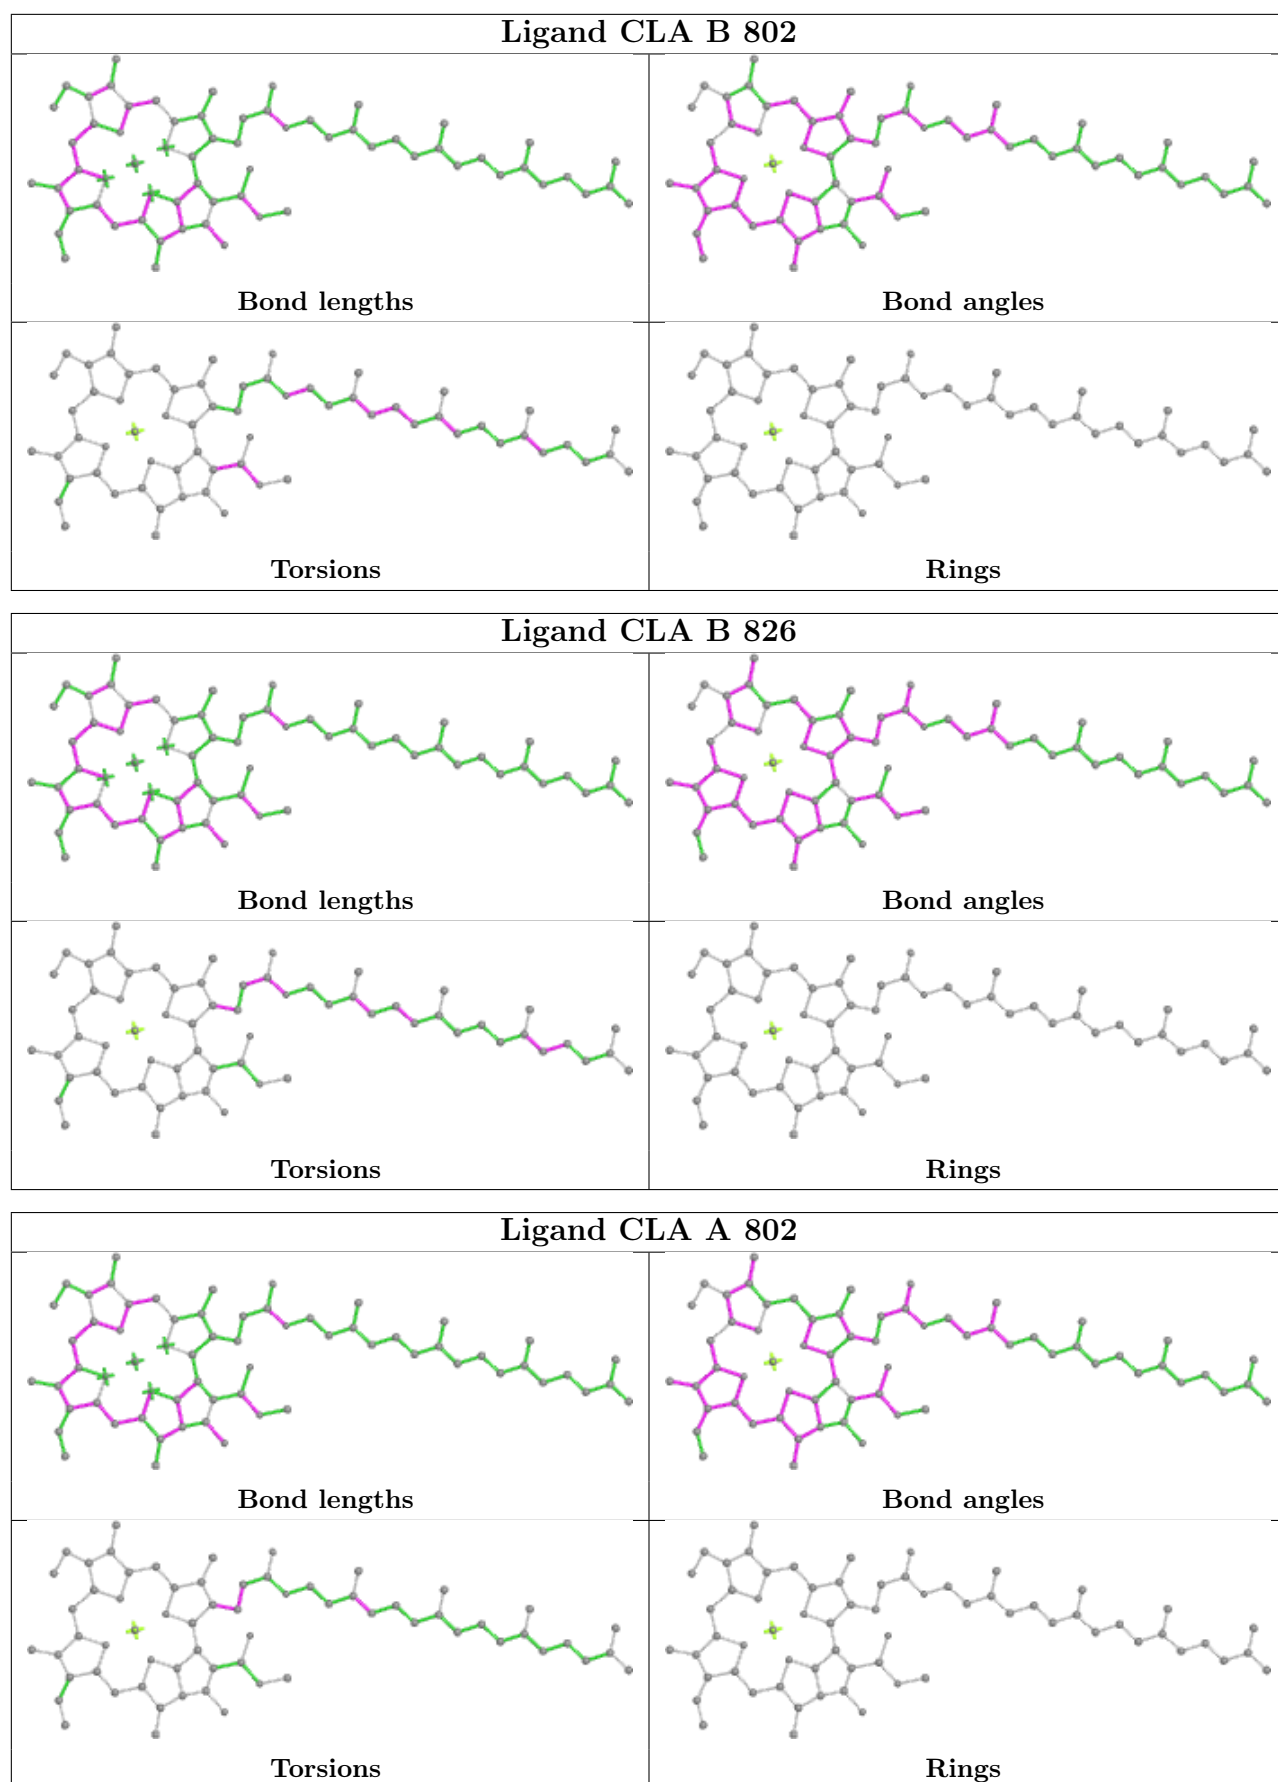 Ligand CLA B 802
Bond lengths
Bond angles
Torsions
Rings
Ligand CLA B 826
Bond lengths
Bond angles
Torsions
Rings
Ligand CLA A 802
Bond lengths
Bond angles
Torsions
Rings